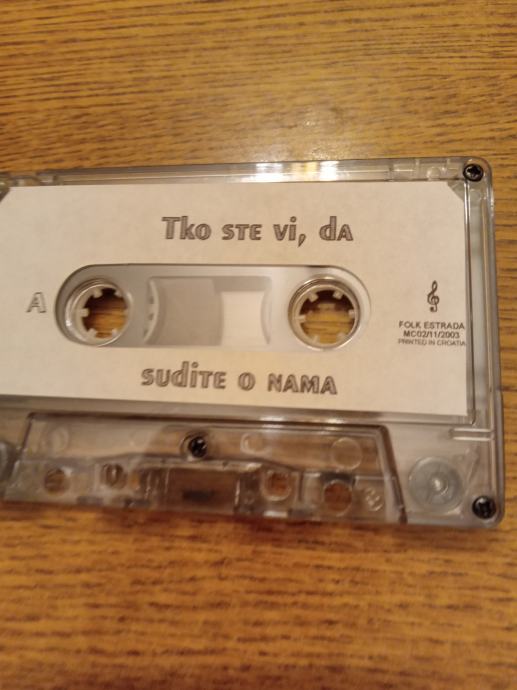 Tko STE vi, dA
A
FOLK ESTRADA
MC02/11/2003
PRINTED IN CROATIA
SUdiTE O NAMA